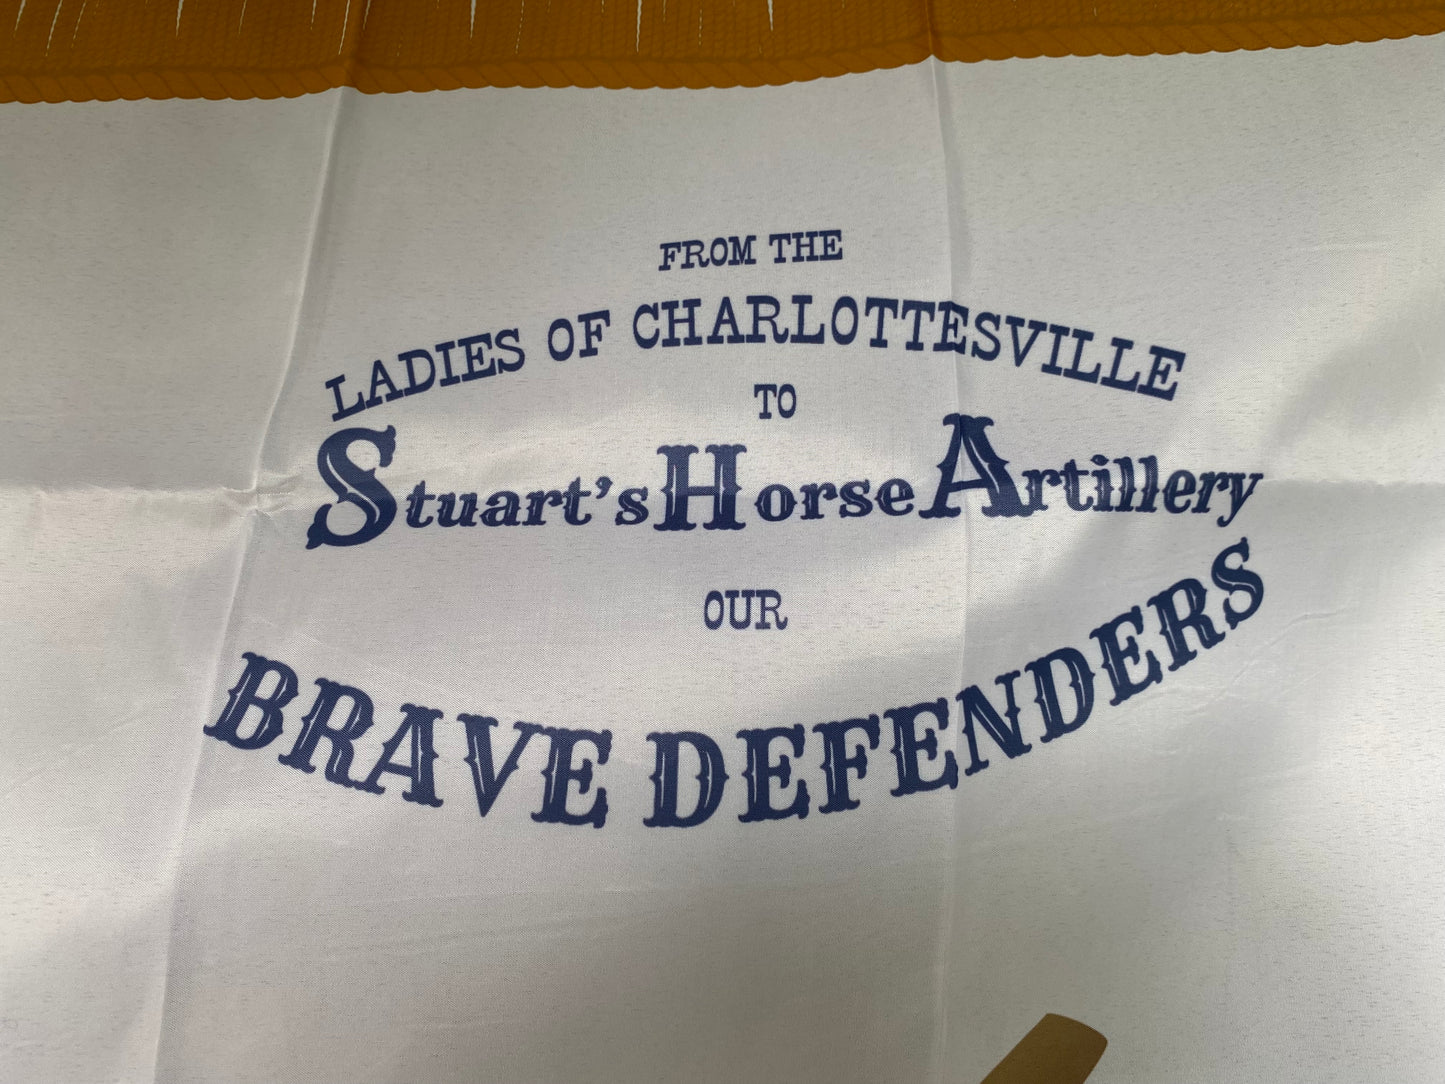 FROM THE
LADIES OF CHARLOTTESVILLE
TO
Stuart's Horse Artillery
OUR
BRAVE DEFENDERS